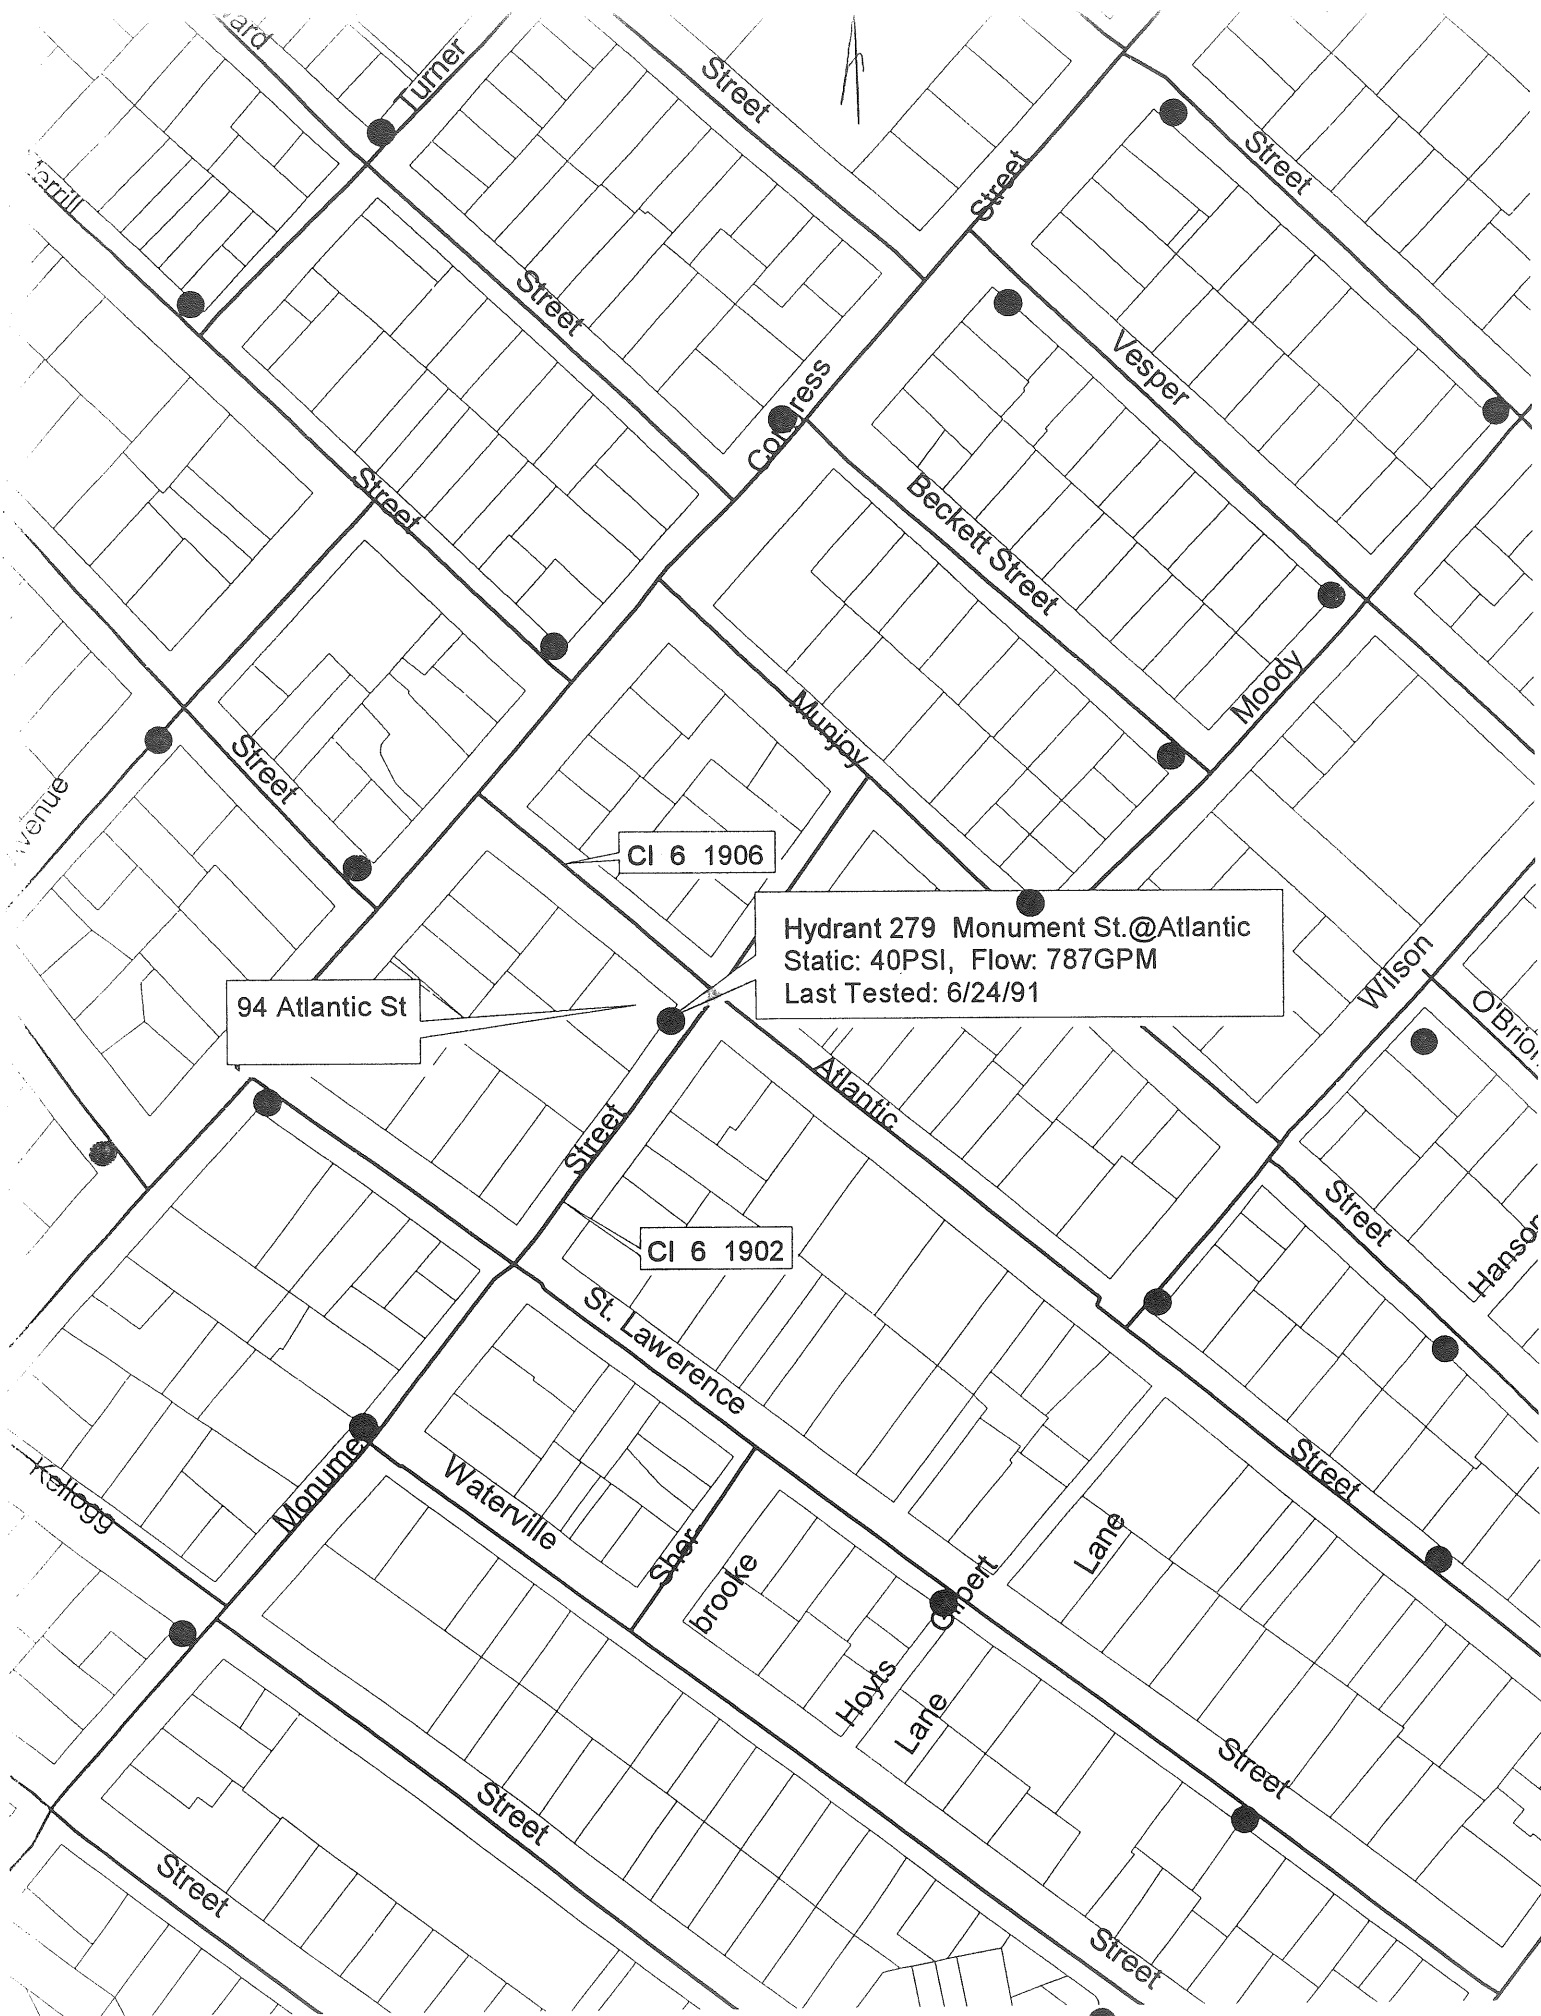 Turner
Street
Street
Street
Street
Vesper
Congress
Street
Beckett Street
Moody
Munjoy
Street
CI 6 1906
Hydrant 279 Monument St.@Atlantic
Static: 40PSI, Flow: 787GPM
Last Tested: 6/24/91
Wilson
94 Atlantic St
Atlantic
Street
Street
CI 6 1902
St. Lawerence
Street
Kellogg
Monume
Waterville
Sher
brooke
Gilpert
Lane
Hoyts
Lane
Street
Street
Street
Street